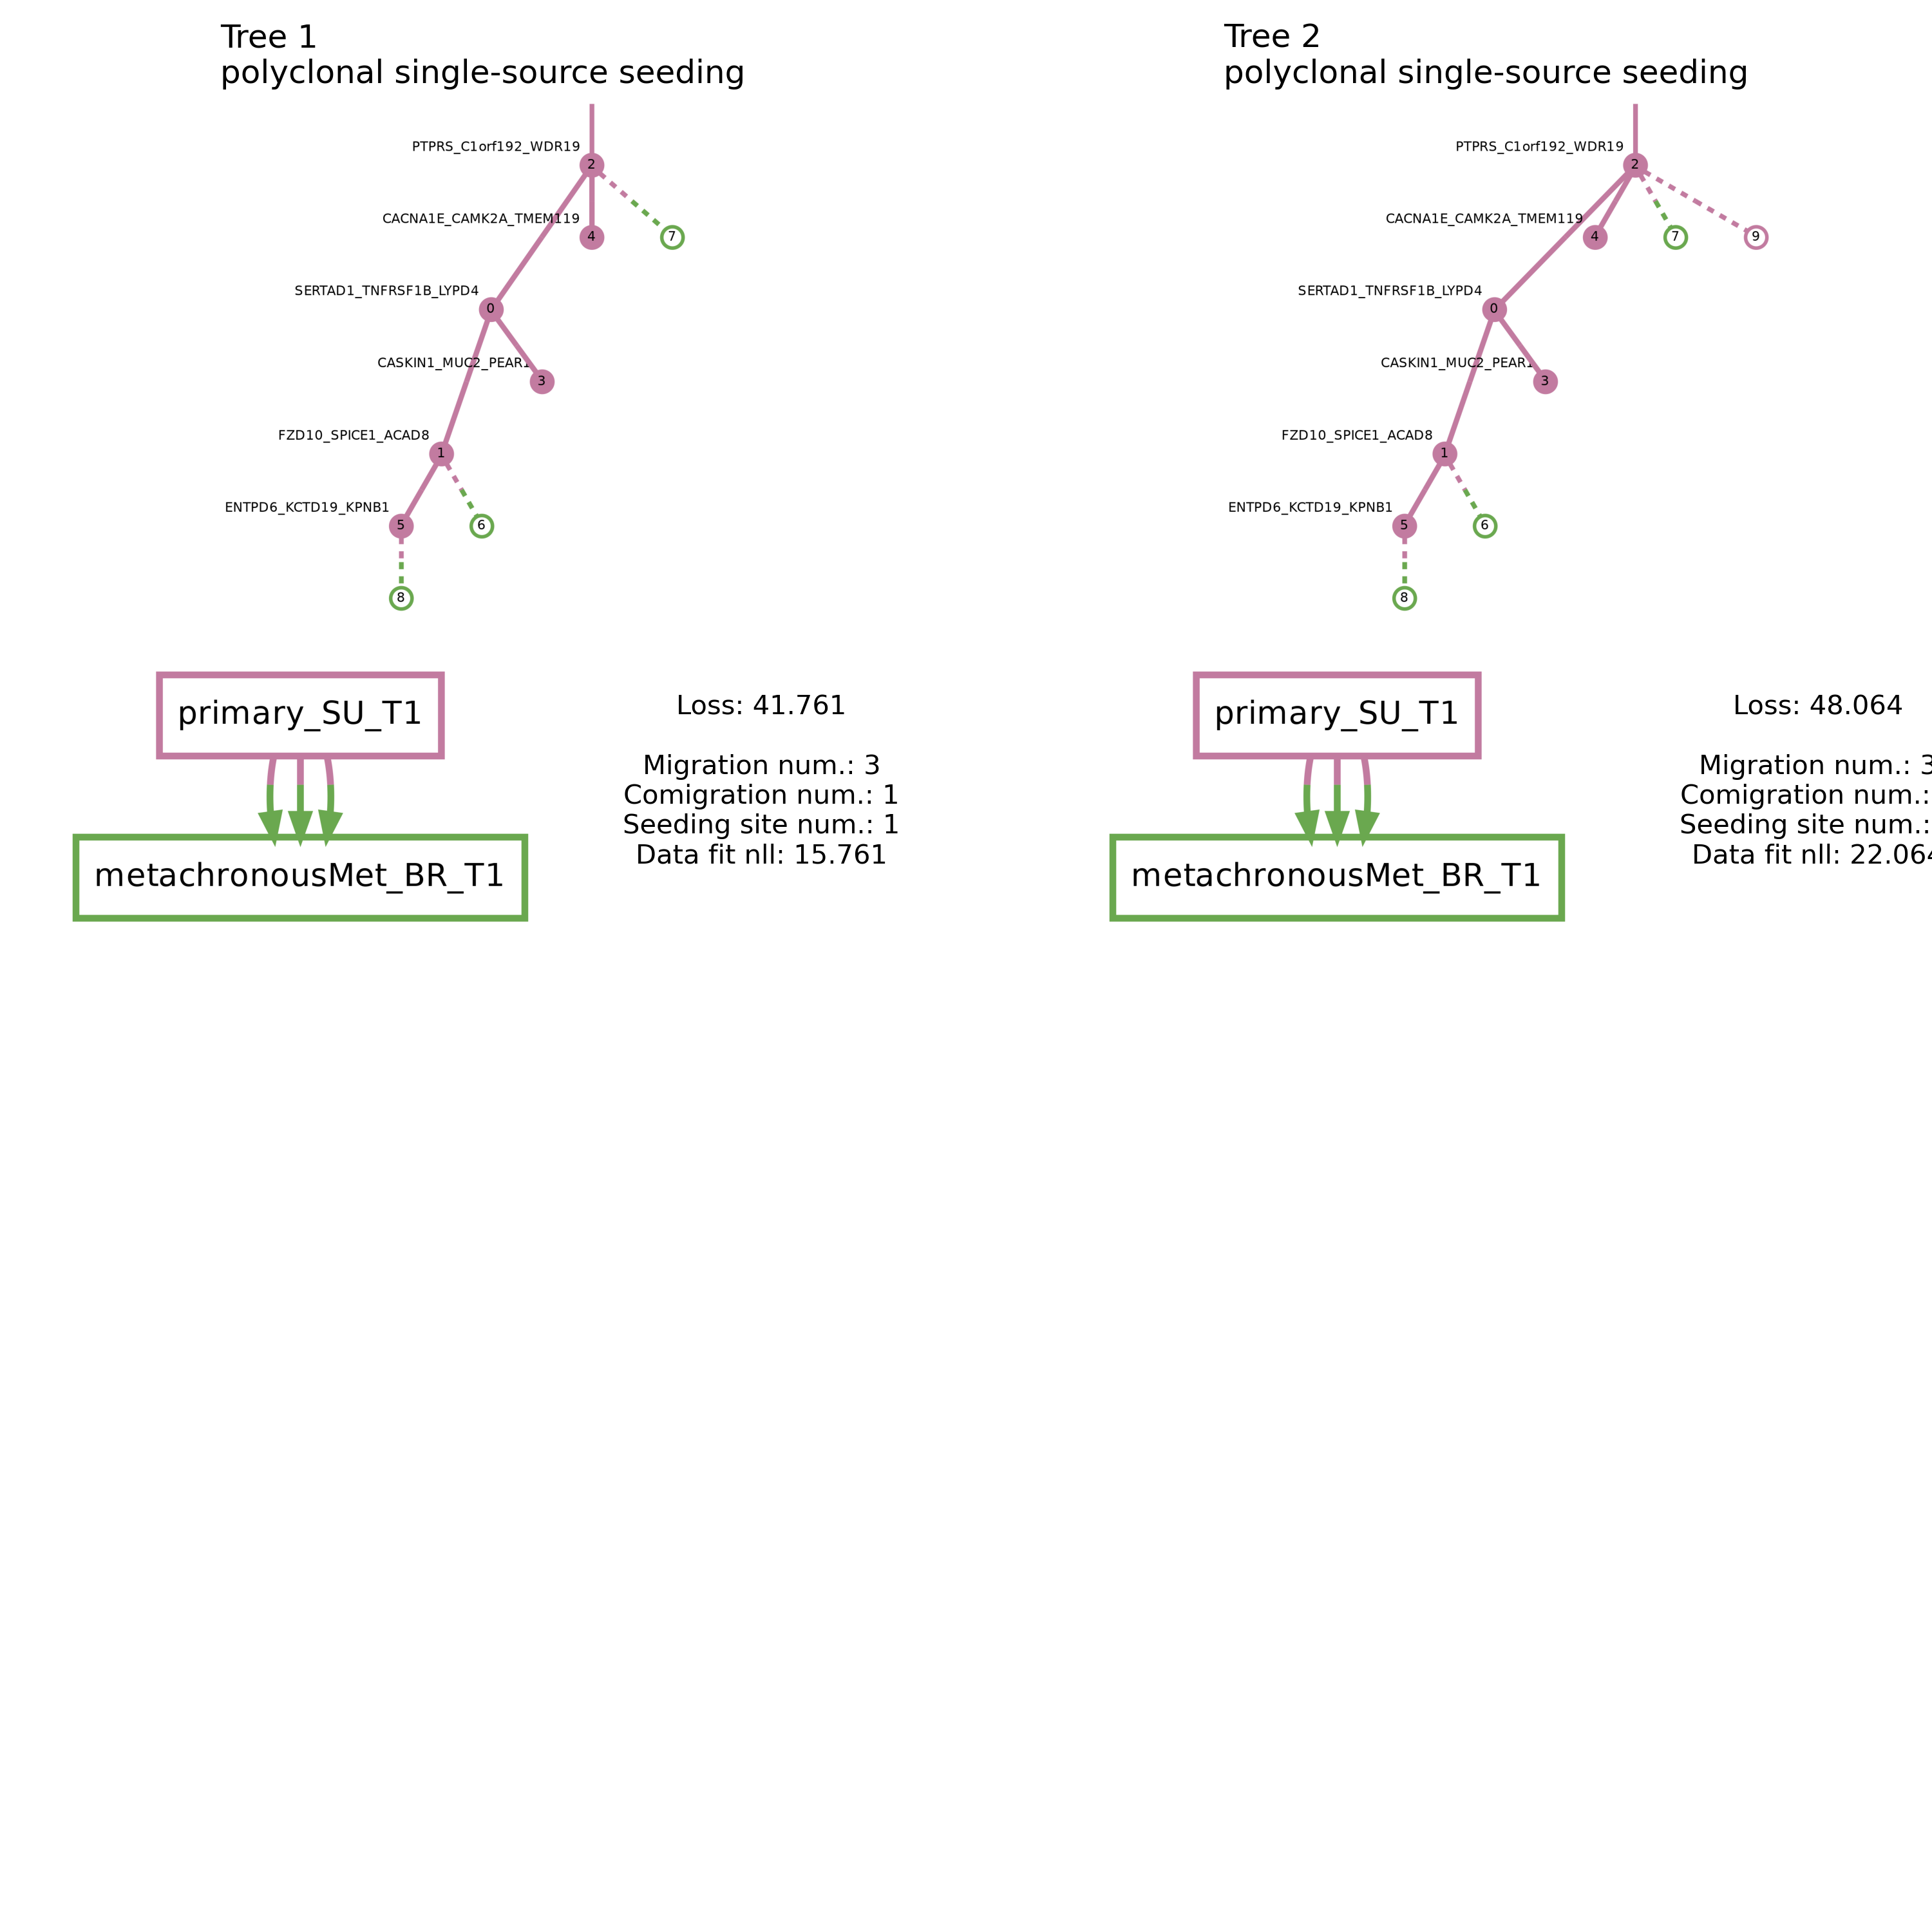 Tree 1
polyclonal single-source seeding
PTPRS_C1orf192_WDR19
2
CACNA1E_CAMK2A_TMEM119
4
7
SERTAD1_TNFRSF1B_LYPD4
0
CASKIN1_MUC2_PEAR1
3
FZD10_SPICE1_ACAD8
1
ENTPD6_KCTD19_KPNB1
5
6
8
primary_SU_T1
metachronousMet_BR_T1
Loss: 41.761
Migration num.: 3
Comigration num.: 1
Seeding site num.: 1
Data fit nll: 15.761
Tree 2
polyclonal single-source seeding
PTPRS_C1orf192_WDR19
2
CACNA1E_CAMK2A_TMEM119
4
7
9
SERTAD1_TNFRSF1B_LYPD4
0
CASKIN1_MUC2_PEAR1
3
FZD10_SPICE1_ACAD8
1
ENTPD6_KCTD19_KPNB1
5
6
8
primary_SU_T1
metachronousMet_BR_T1
Loss: 48.064
Migration num.: 3
Comigration num.:
Seeding site num.:
Data fit nll: 22.064